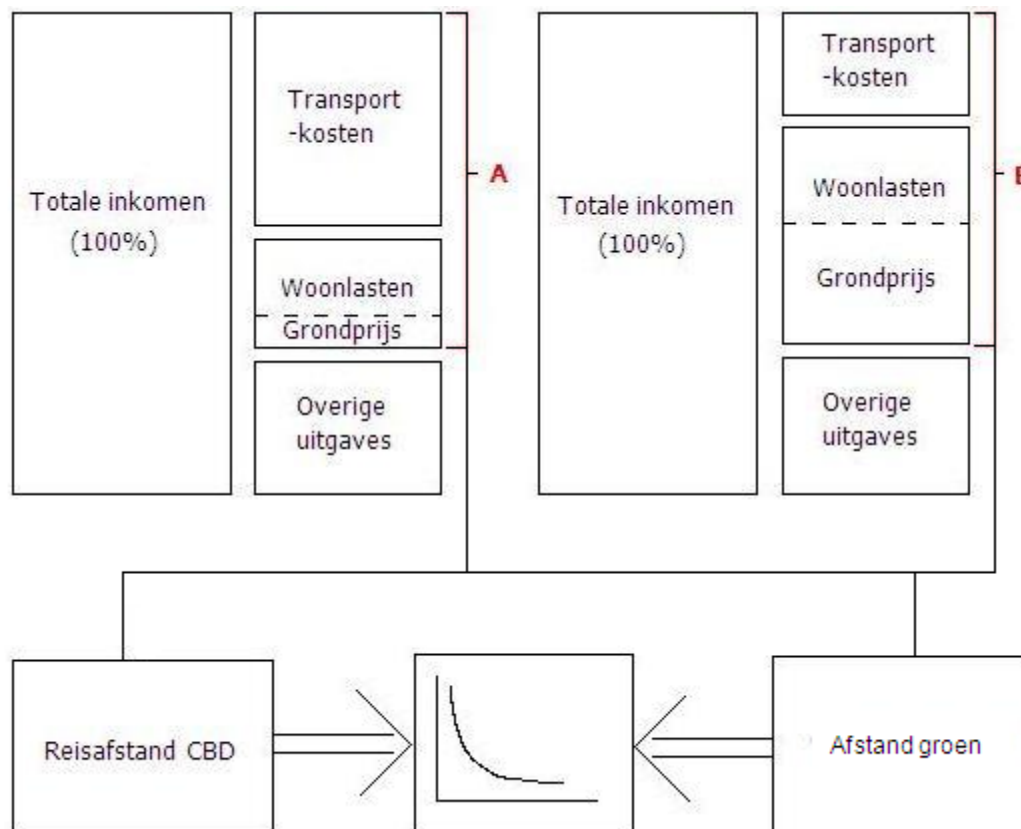 Transport
-kosten
Totale inkomen
(100%)
Woonlasten
Grondprijs
Overige
uitgaves
A
Transport
-kosten
Totale inkomen
(100%)
Woonlasten
Grondprijs
Overige
uitgaves
Reisafstand CBD
Afstand groen